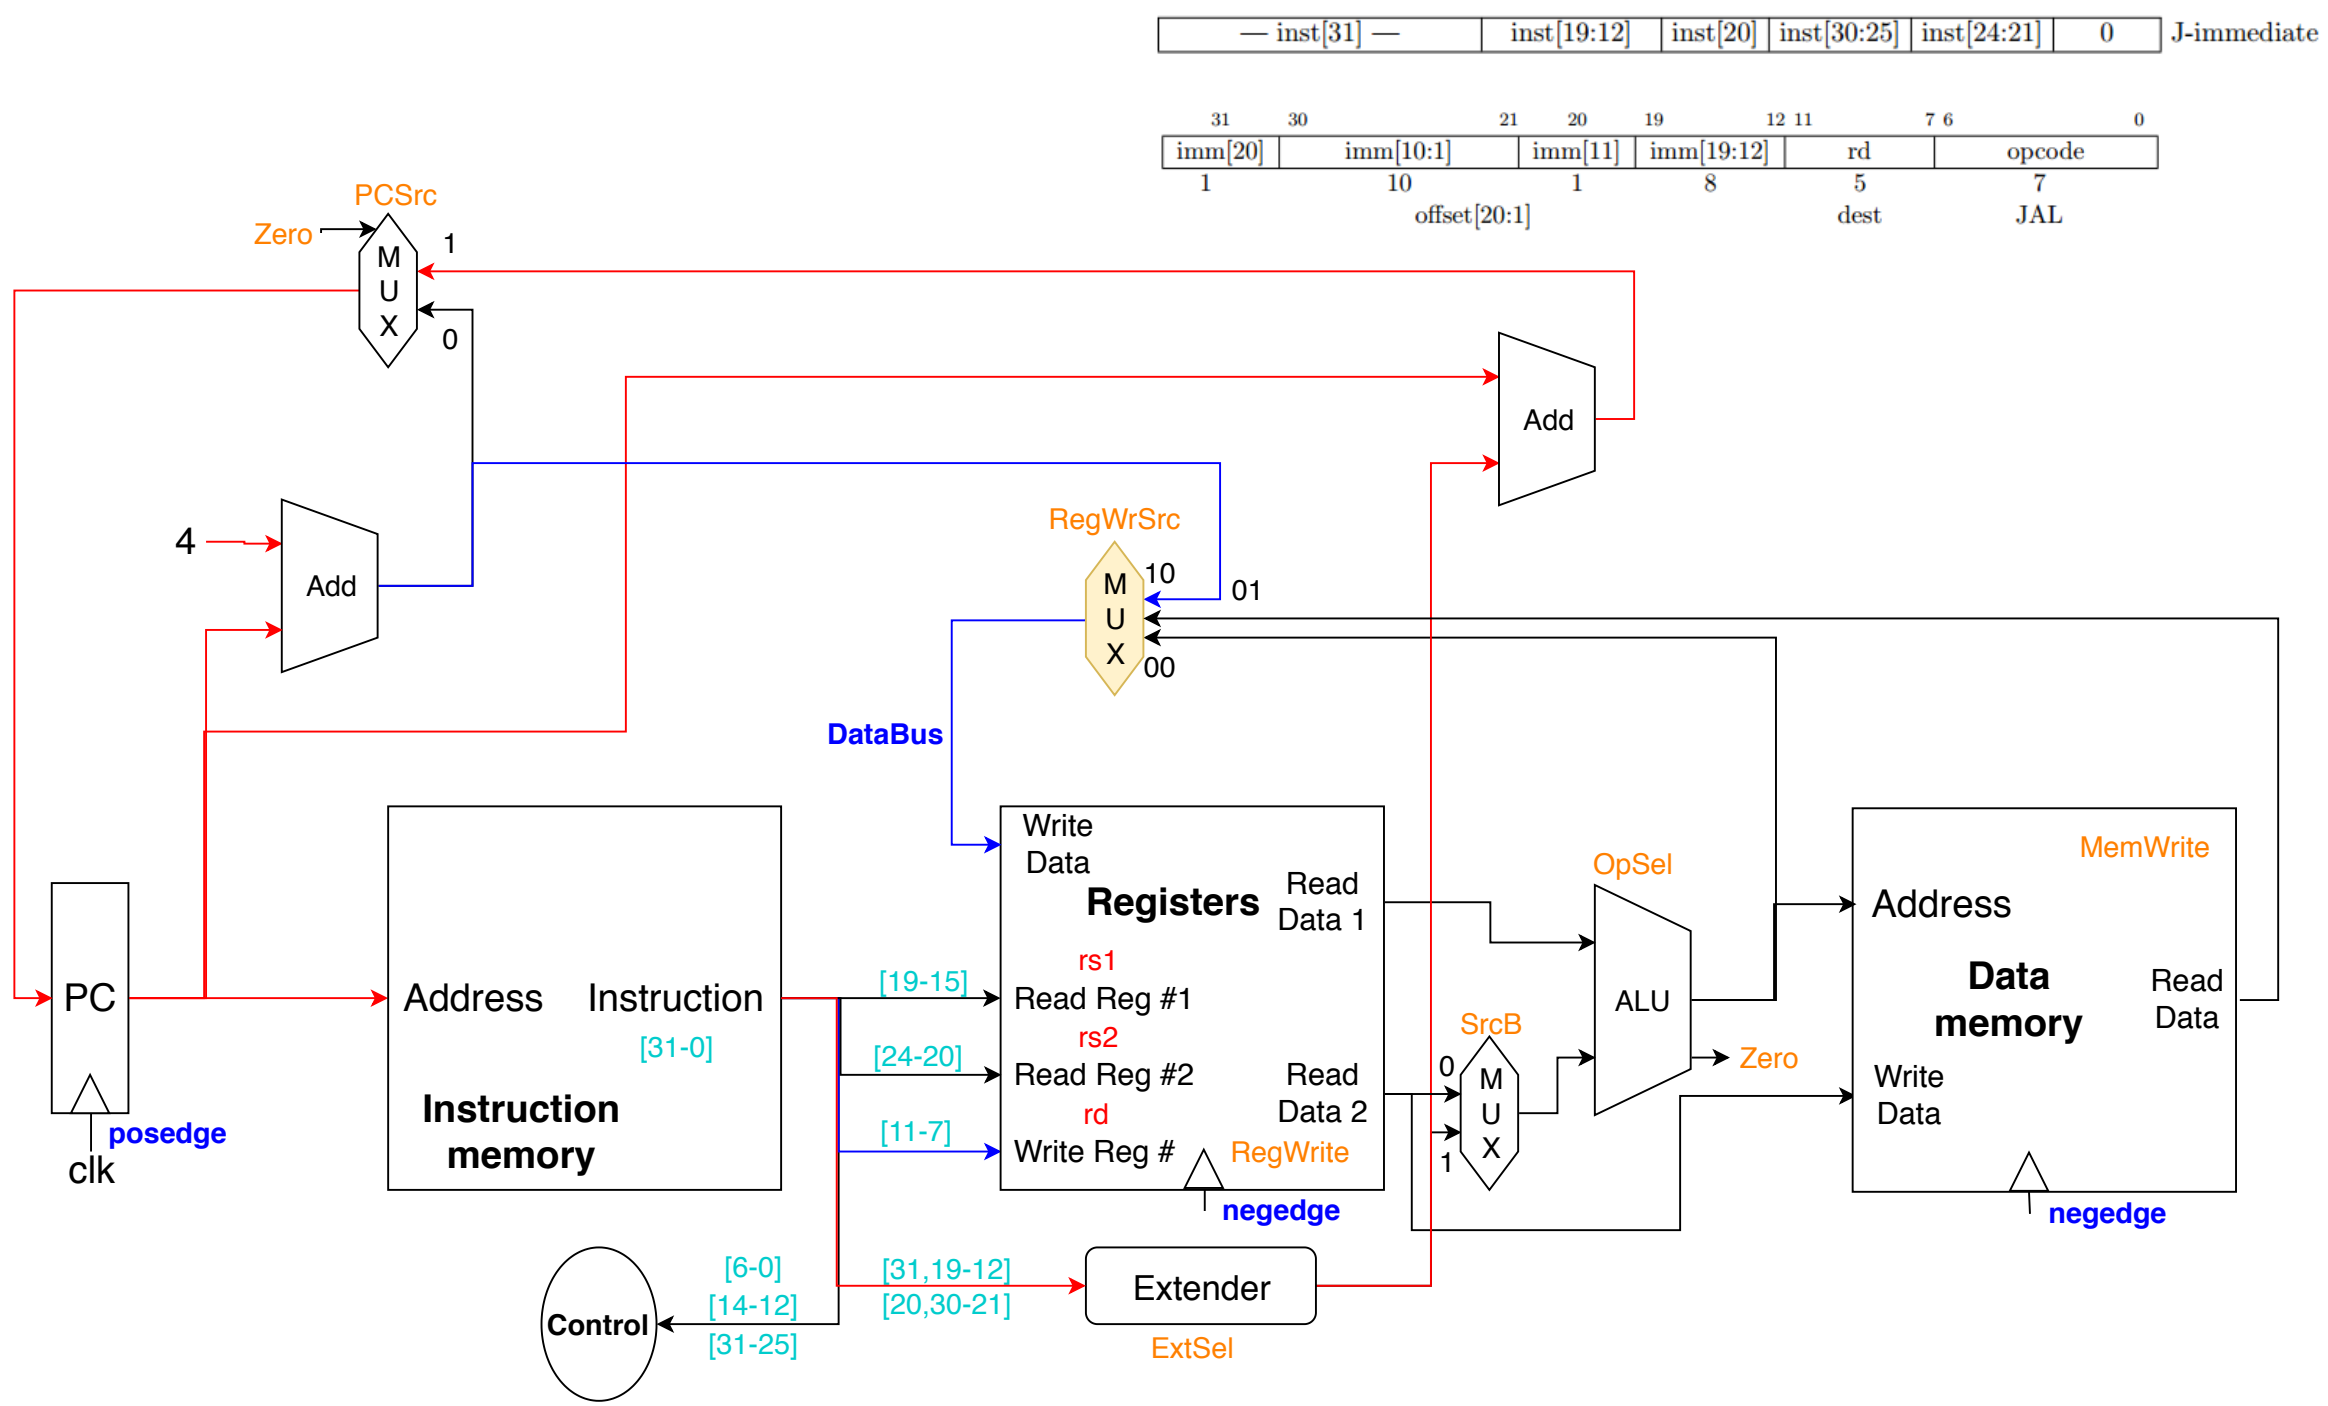 — inst[31] — inst[19:12] inst[20] inst[30:25] inst[24:21] 0 J-immediate
31 30 21 20 19 12 11 7 6 0
imm[20] imm[10:1] imm[11] imm[19:12] rd opcode
1 10 1 8 5 7
offset[20:1] dest JAL
PCSrc
Zero
M
U
X
1
0
Add
4
Add
RegWrSrc
M
U
X
10
01
00
DataBus
PC
clk
posedge
Address
Instruction
[31-0]
Instruction
memory
[19-15]
[24-20]
[11-7]
Write
Data
Registers
Read
Data 1
rs1
Read Reg #1
rs2
Read Reg #2
rd
Write Reg #
Read
Data 2
RegWrite
negedge
SrcB
0
1
M
U
X
OpSel
ALU
Zero
MemWrite
Address
Data
memory
Read
Data
Write
Data
negedge
Control
[6-0]
[14-12]
[31-25]
[31,19-12]
[20,30-21]
Extender
ExtSel